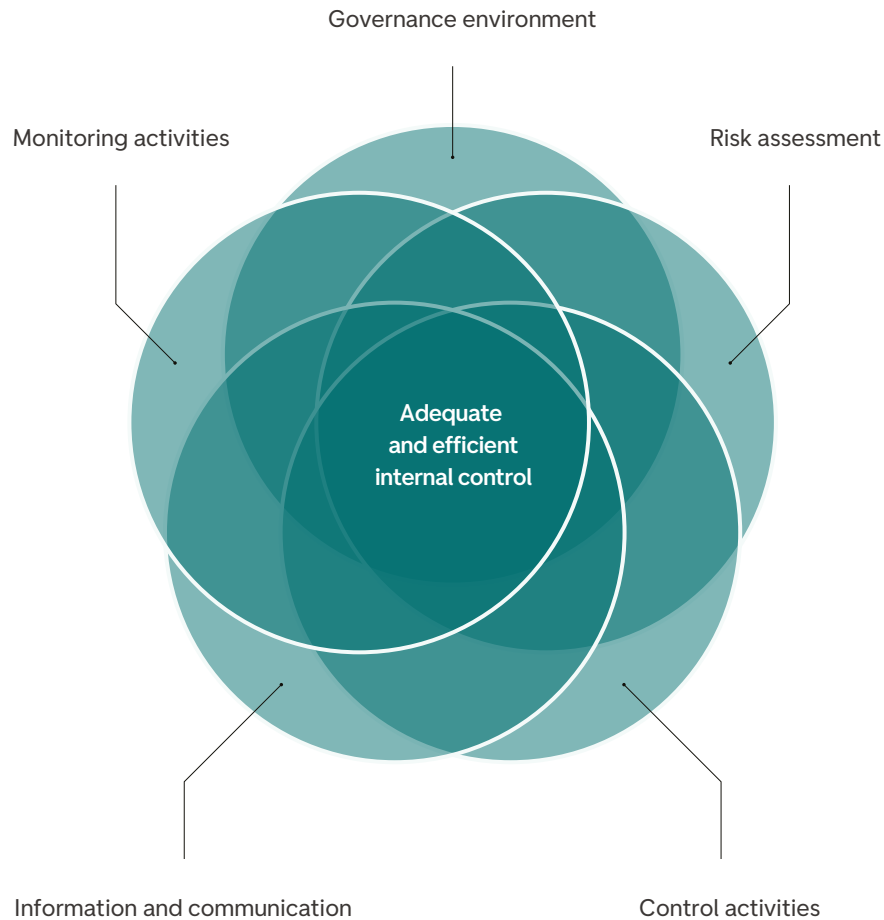 Governance environment
Monitoring activities
Risk assessment
Adequate
and efficient
internal control
Information and communication
Control activities